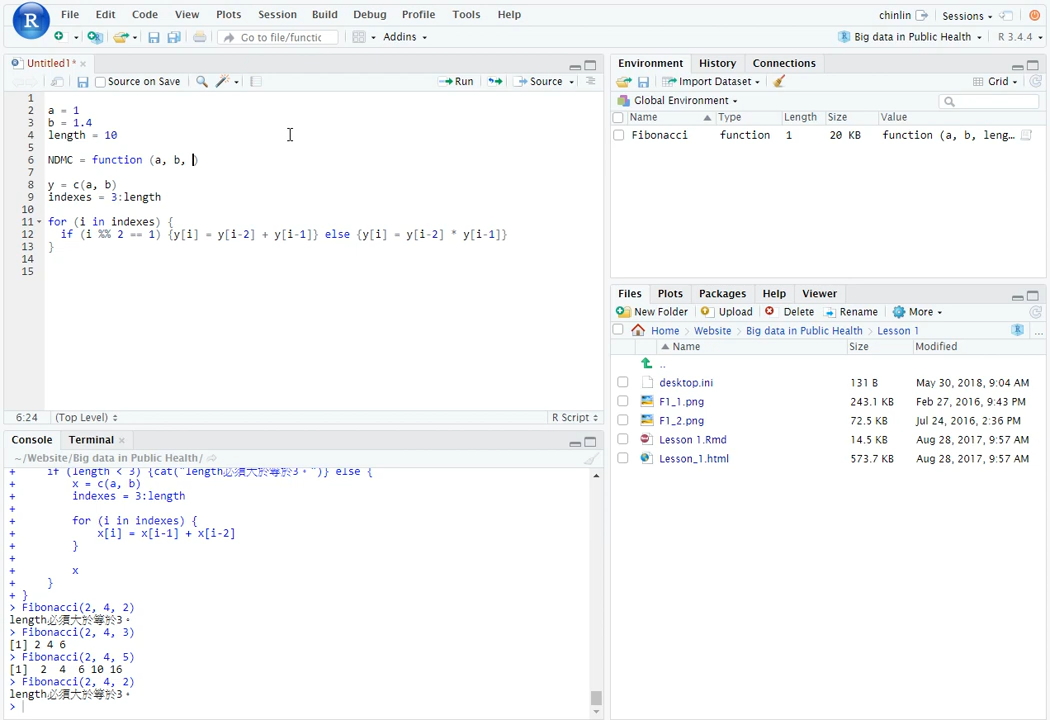 R
File Edit Code View Plots Session Build Debug Profile Tools Help
chinlin Sessions
Go to file/functic Addins
Big data in Public Health R 3.4.4
Untitled1* ×
Source on Save Run Source
1
2 a = 1
3 b = 1.4
4 length = 10
5
6 NDMC = function (a, b, )
7
8 y = c(a, b)
9 indexes = 3:length
10
11 for (i in indexes) {
12 if (i %% 2 == 1) {y[i] = y[i-2] + y[i-1]} else {y[i] = y[i-2] * y[i-1]}
13 }
14
15
6:24 (Top Level) R Script
Console Terminal ×
~/Website/Big data in Public Health/
+ if (length < 3) {cat("length必須大於等於3。")} else {
+ x = c(a, b)
+ indexes = 3:length
+
+ for (i in indexes) {
+ x[i] = x[i-1] + x[i-2]
+ }
+
+ x
+ }
+ }
> Fibonacci(2, 4, 2)
length必須大於等於3。
> Fibonacci(2, 4, 3)
[1] 2 4 6
> Fibonacci(2, 4, 5)
[1] 2 4 6 10 16
> Fibonacci(2, 4, 2)
length必須大於等於3。
>
Environment History Connections
Import Dataset Grid
Global Environment
Name Type Length Size Value
Fibonacci function 1 20 KB function (a, b, leng…
Files Plots Packages Help Viewer
New Folder Upload Delete Rename More
Home Website Big data in Public Health Lesson 1 ...
Name Size Modified
..
desktop.ini 131 B May 30, 2018, 9:04 AM
F1_1.png 243.1 KB Feb 27, 2016, 9:43 PM
F1_2.png 72.5 KB Jul 24, 2016, 2:36 PM
Lesson 1.Rmd 14.5 KB Aug 28, 2017, 9:57 AM
Lesson_1.html 573.7 KB Aug 28, 2017, 9:57 AM